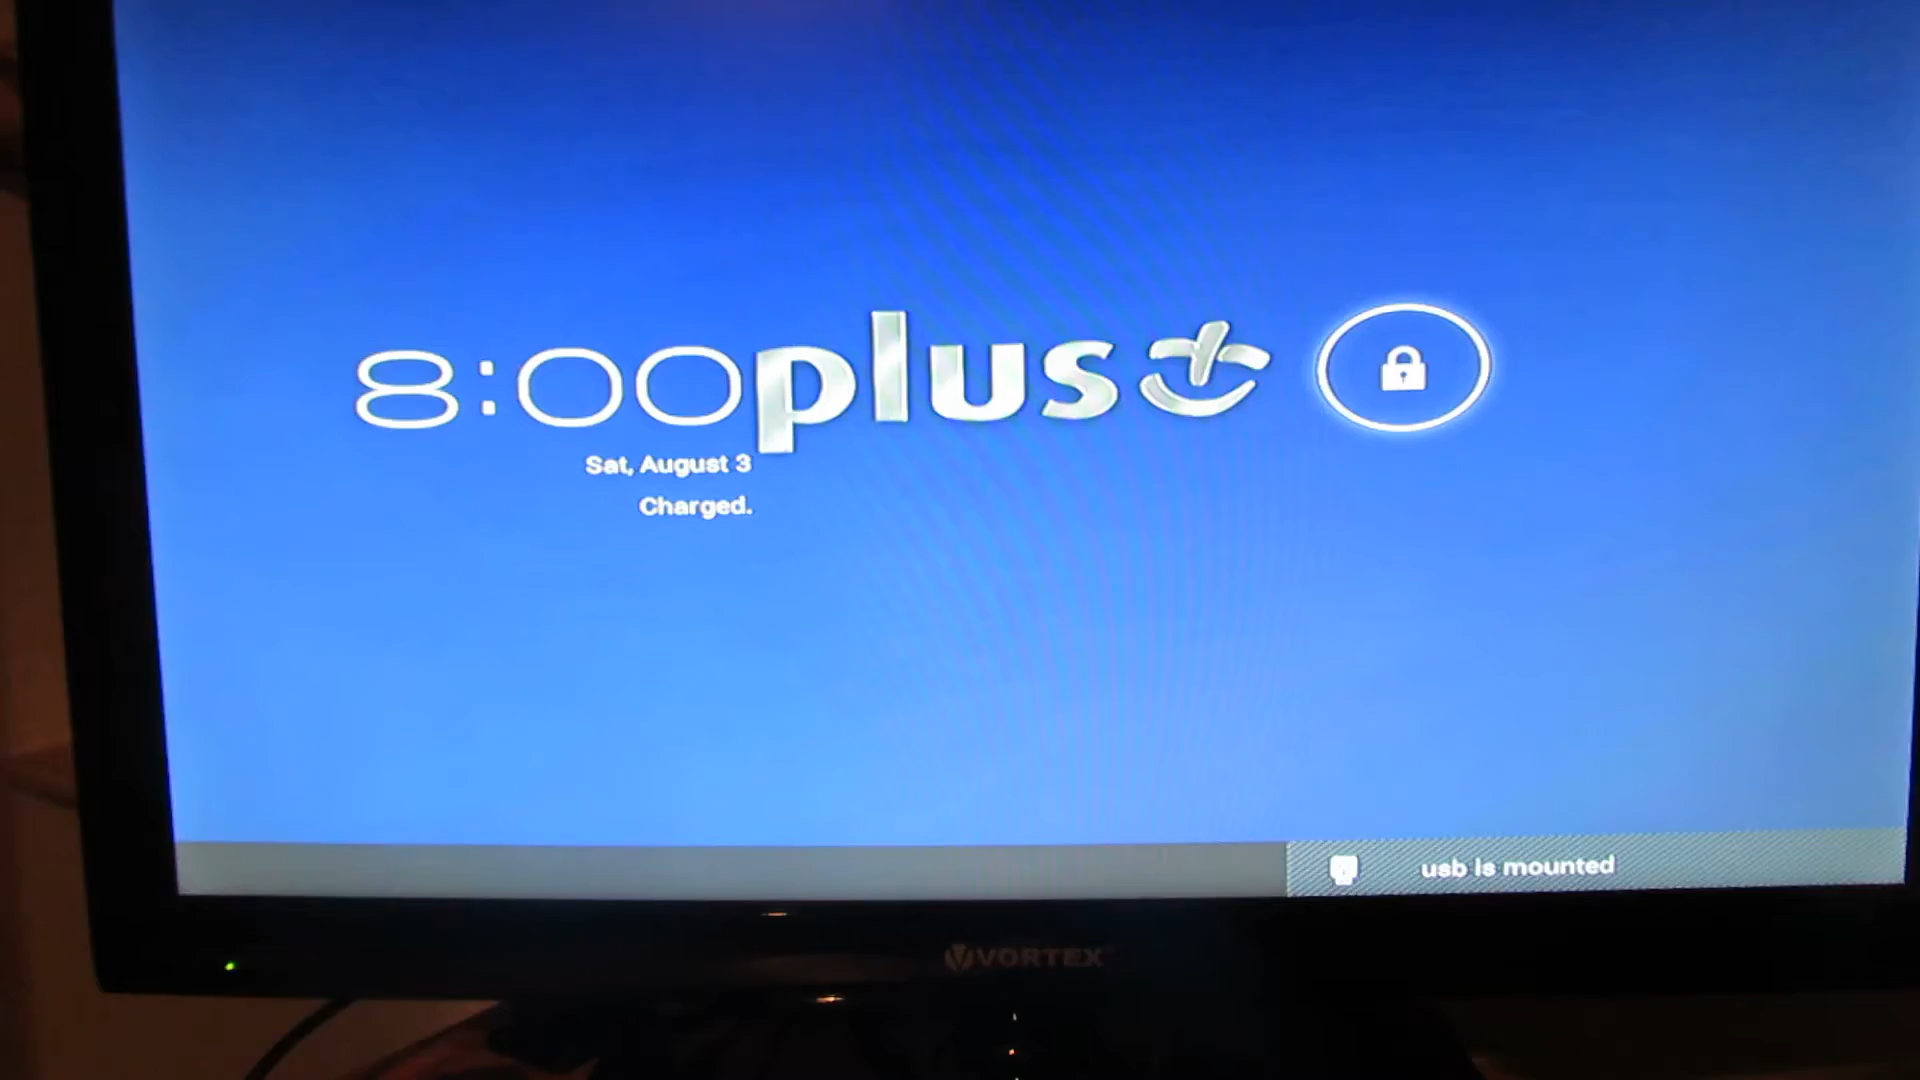 8:00
plus
Sat, August 3
Charged.
usb is mounted
VORTEX